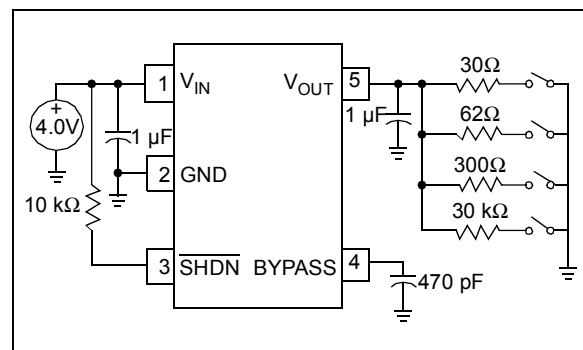 1
V_IN
4.0V
+
1 µF
2
GND
10 kΩ
3
SHDN
V_OUT
5
1 µF
BYPASS
4
470 pF
30Ω
62Ω
300Ω
30 kΩ